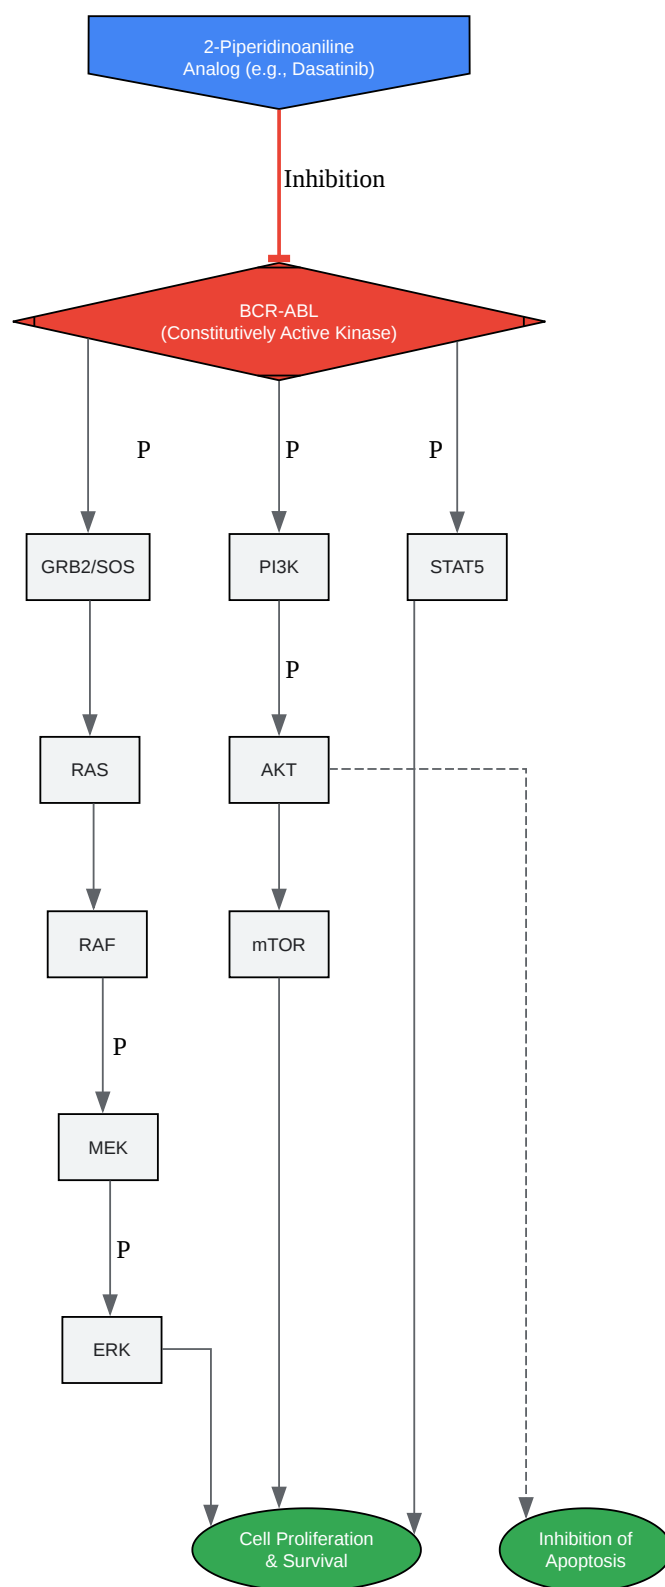 2-Piperidinoaniline
Analog (e.g., Dasatinib)
Inhibition
BCR-ABL
(Constitutively Active Kinase)
P
P
P
GRB2/SOS
PI3K
STAT5
P
RAS
AKT
RAF
mTOR
P
MEK
P
ERK
Cell Proliferation
& Survival
Inhibition of
Apoptosis